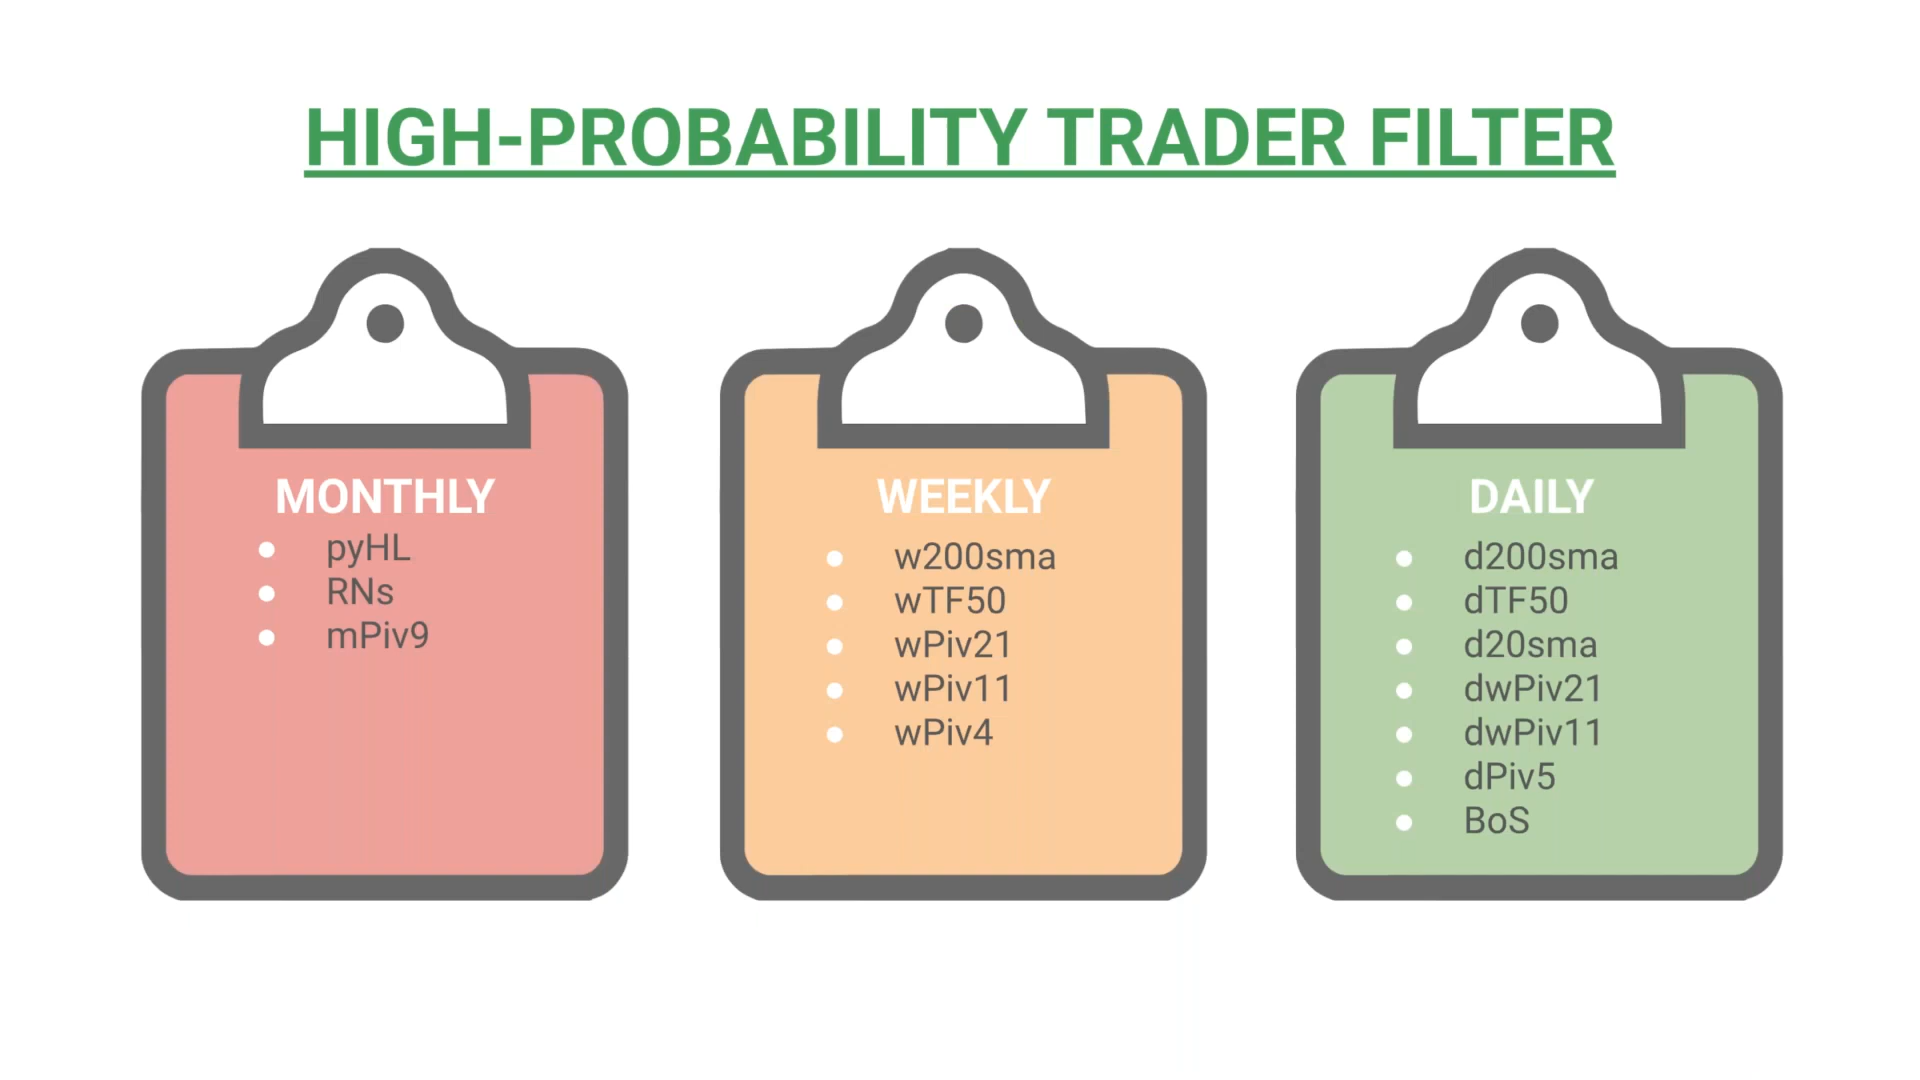 HIGH-PROBABILITY TRADER FILTER
MONTHLY
pyHL
RNs
mPiv9
WEEKLY
w200sma
wTF50
wPiv21
wPiv11
wPiv4
DAILY
d200sma
dTF50
d20sma
dwPiv21
dwPiv11
dPiv5
BoS